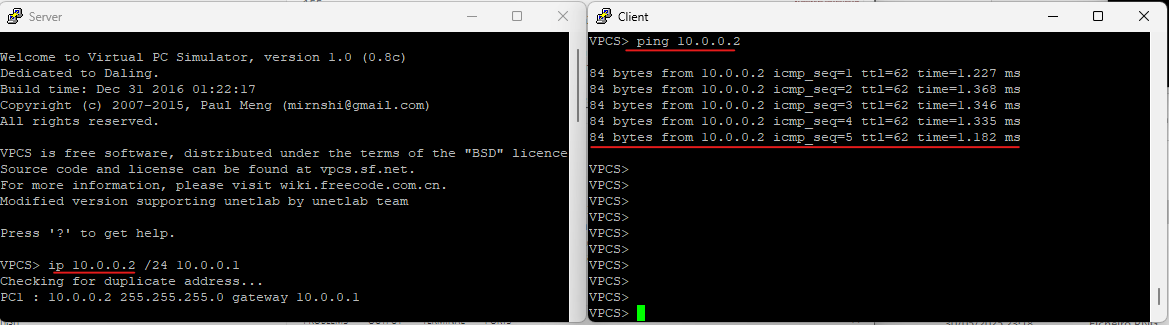 Server
Welcome to Virtual PC Simulator, version 1.0 (0.8c)
Dedicated to Daling.
Build time: Dec 31 2016 01:22:17
Copyright (c) 2007-2015, Paul Meng (mirnshi@gmail.com)
All rights reserved.
VPCS is free software, distributed under the terms of the "BSD" licence
Source code and license can be found at vpcs.sf.net.
For more information, please visit wiki.freecode.com.cn.
Modified version supporting unetlab by unetlab team
Press '?' to get help.
VPCS> ip 10.0.0.2 /24 10.0.0.1
Checking for duplicate address...
PC1 : 10.0.0.2 255.255.255.0 gateway 10.0.0.1
Client
VPCS> ping 10.0.0.2
84 bytes from 10.0.0.2 icmp_seq=1 ttl=62 time=1.227 ms
84 bytes from 10.0.0.2 icmp_seq=2 ttl=62 time=1.368 ms
84 bytes from 10.0.0.2 icmp_seq=3 ttl=62 time=1.346 ms
84 bytes from 10.0.0.2 icmp_seq=4 ttl=62 time=1.335 ms
84 bytes from 10.0.0.2 icmp_seq=5 ttl=62 time=1.182 ms
VPCS>
VPCS>
VPCS>
VPCS>
VPCS>
VPCS>
VPCS>
VPCS>
VPCS>
VPCS>